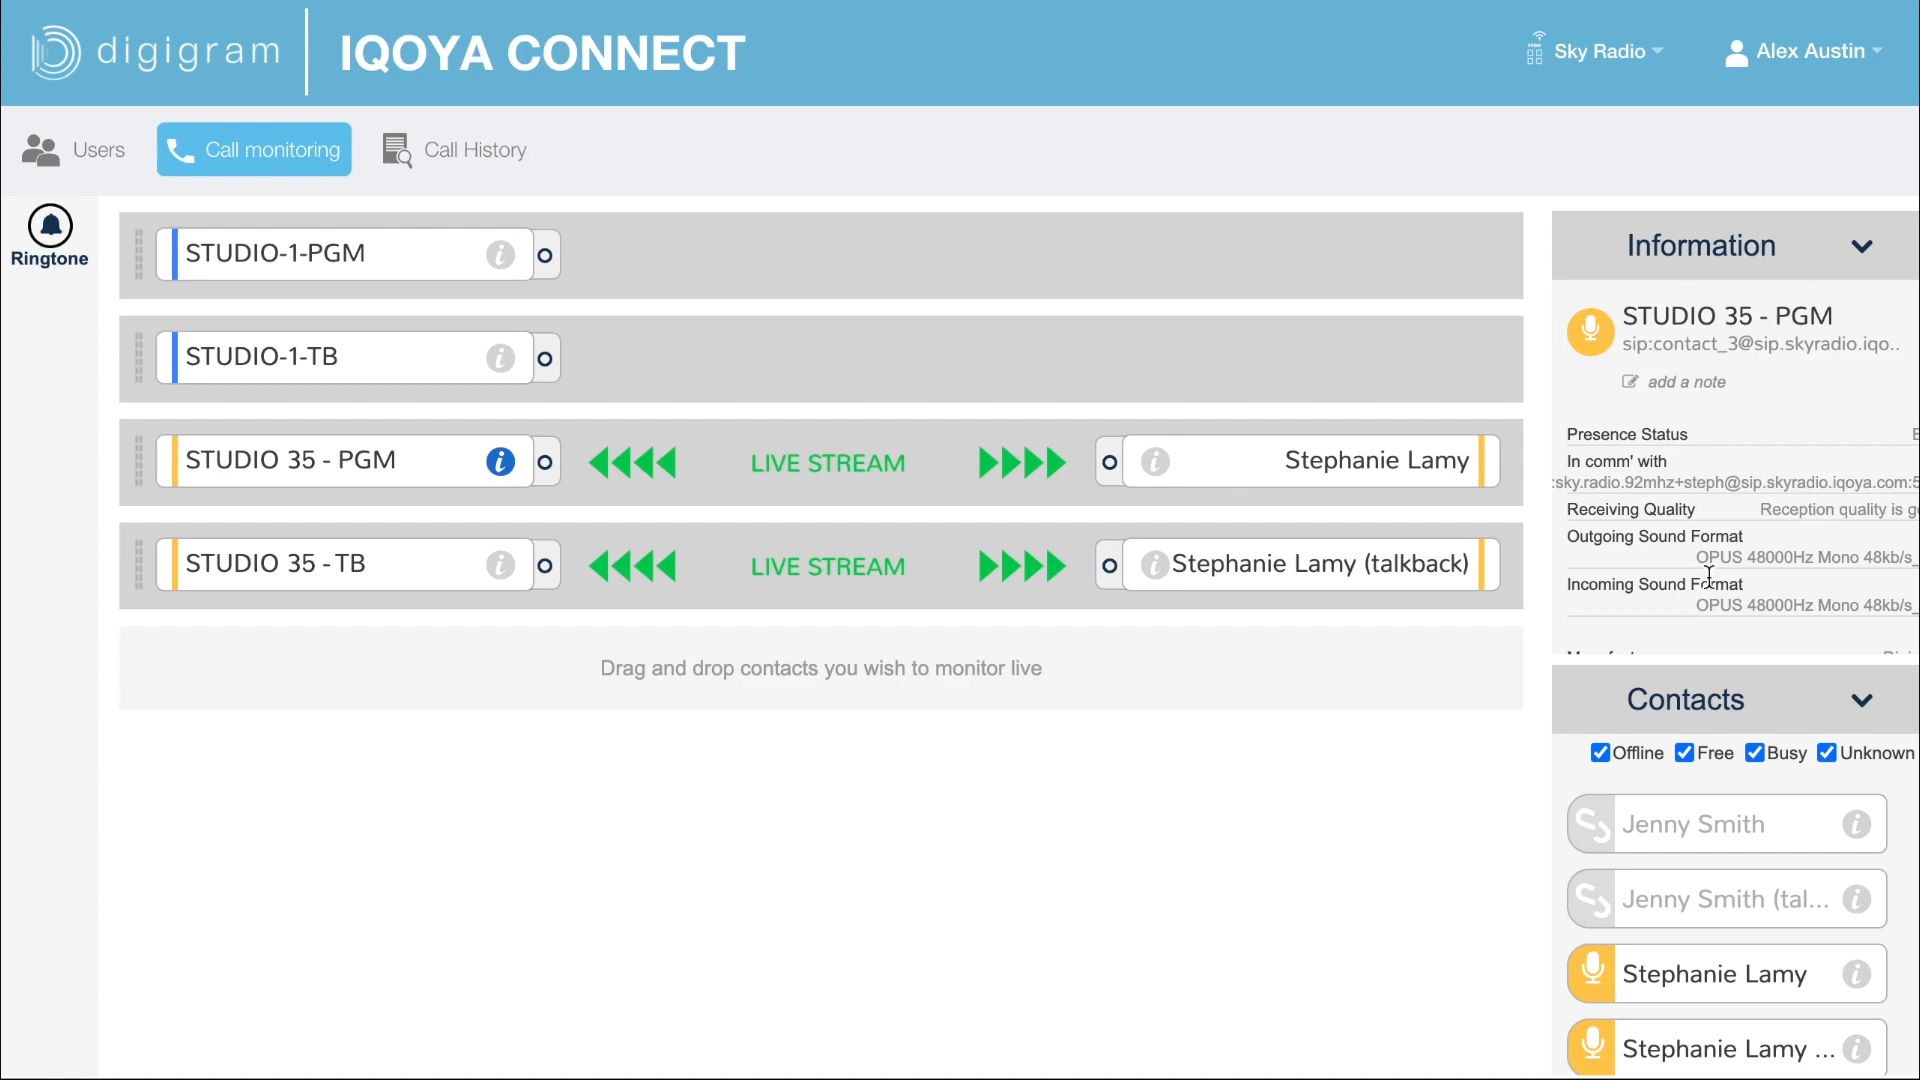 digigram
IQOYA CONNECT
Sky Radio
Alex Austin
Users
Call monitoring
Call History
Ringtone
STUDIO-1-PGM
STUDIO-1-TB
STUDIO 35 - PGM
LIVE STREAM
Stephanie Lamy
STUDIO 35 - TB
LIVE STREAM
Stephanie Lamy (talkback)
Drag and drop contacts you wish to monitor live
Information
STUDIO 35 - PGM
sip:contact_3@sip.skyradio.iqo..
add a note
Presence Status
In comm' with
:sky.radio.92mhz+steph@sip.skyradio.iqoya.com:5
Receiving Quality
Reception quality is g
Outgoing Sound Format
OPUS 48000Hz Mono 48kb/s_
Incoming Sound Format
OPUS 48000Hz Mono 48kb/s_
Contacts
Offline
Free
Busy
Unknown
Jenny Smith
Jenny Smith (tal...
Stephanie Lamy
Stephanie Lamy ...